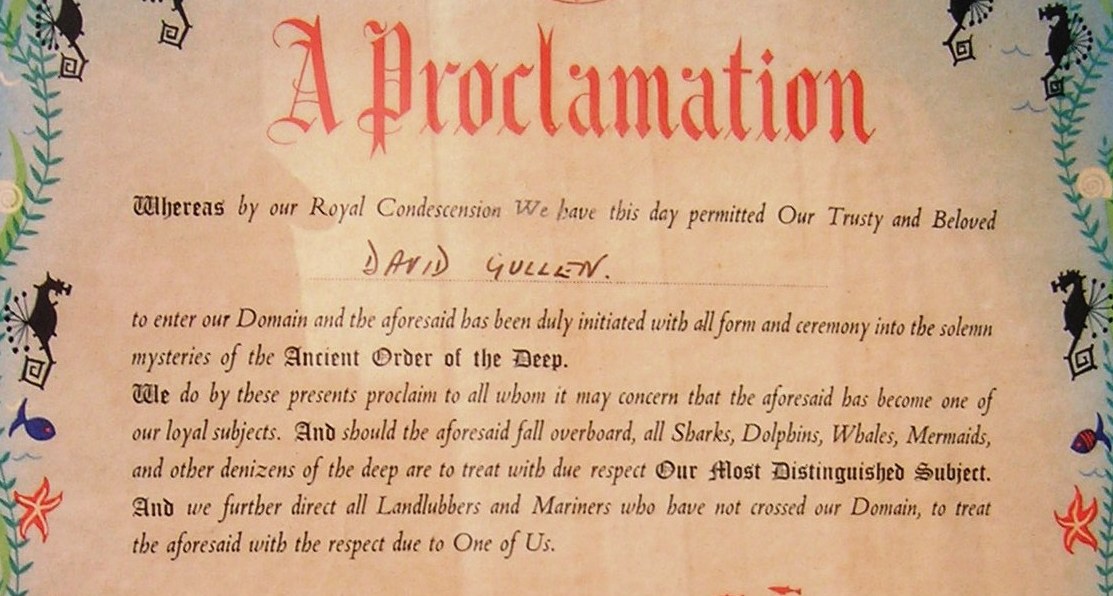 A Proclamation
Whereas by our Royal Condescension We have this day permitted Our Trusty and Beloved
DAVID GULLEN.
to enter our Domain and the aforesaid has been duly initiated with all form and ceremony into the solemn
mysteries of the Ancient Order of the Deep.
We do by these presents proclaim to all whom it may concern that the aforesaid has become one of
our loyal subjects. And should the aforesaid fall overboard, all Sharks, Dolphins, Whales, Mermaids,
and other denizens of the deep are to treat with due respect Our Most Distinguished Subject.
And we further direct all Landlubbers and Mariners who have not crossed our Domain, to treat
the aforesaid with the respect due to One of Us.